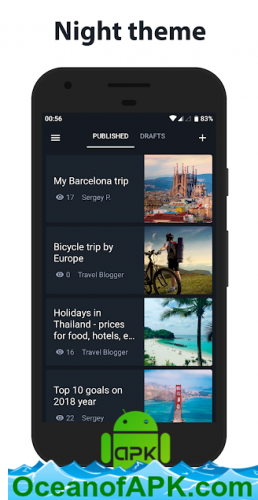 Night theme
00:56 83%
PUBLISHED DRAFTS +
My Barcelona trip
17 Sergey P.
Bicycle trip by
Europe
0 Travel Blogger
Holidays in
Thailand - prices
for food, hotels, e...
16 Travel Blogger
Top 10 goals on
2018 year
22 Sergey
apk
OceanofAPK.com